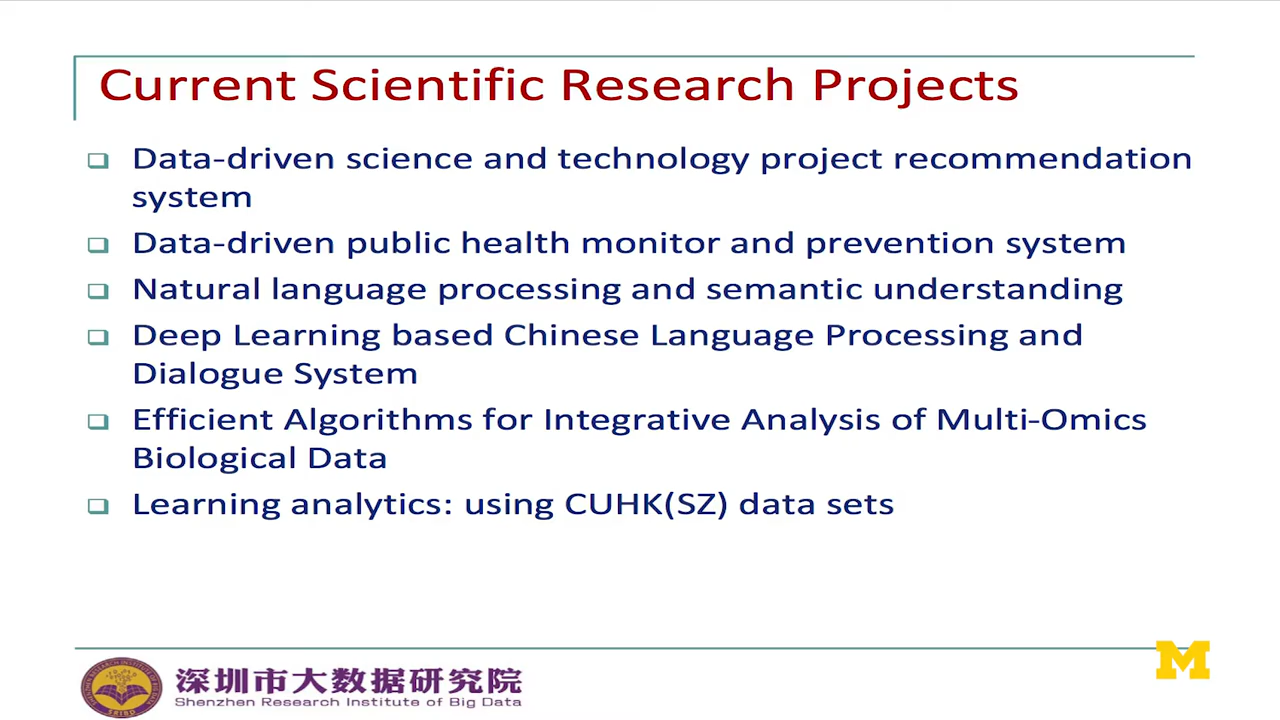 Current Scientific Research Projects
Data-driven science and technology project recommendation
system
Data-driven public health monitor and prevention system
Natural language processing and semantic understanding
Deep Learning based Chinese Language Processing and
Dialogue System
Efficient Algorithms for Integrative Analysis of Multi-Omics
Biological Data
Learning analytics: using CUHK(SZ) data sets
深圳市大数据研究院
Shenzhen Research Institute of Big Data
M